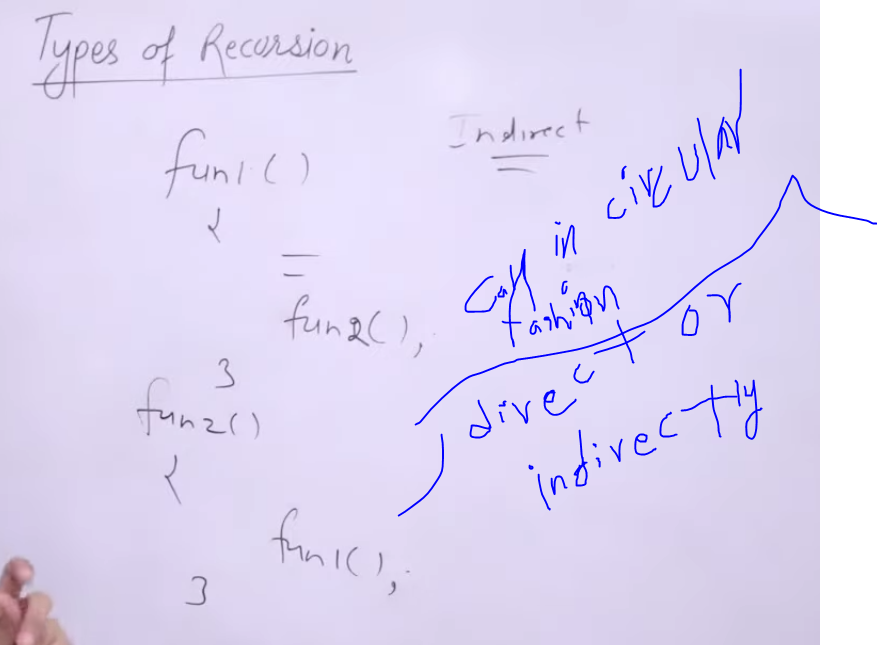 Types of Recursion
Indirect
fun1()
{
fun2();
}
fun2()
{
fun1();
}
call in circular
fashion
direct or
indirectly